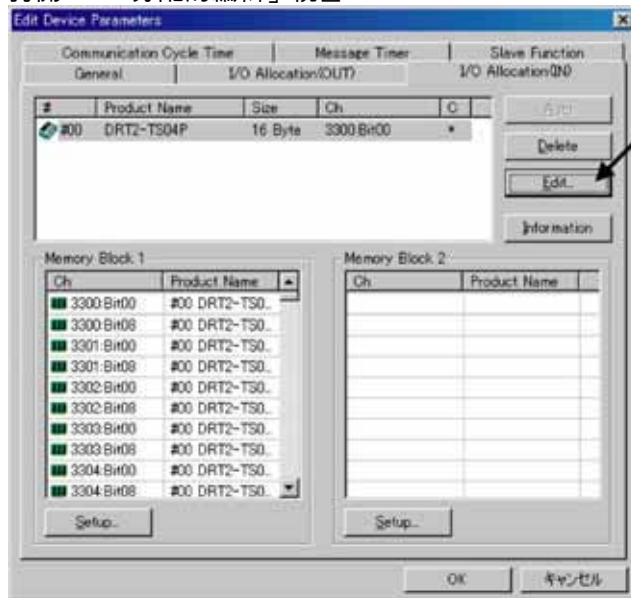 Edit Device Parameters
Communication Cycle Time
Message Timer
Slave Function
General
I/O Allocation(OUT)
I/O Allocation(IN)
#
Product Name
Size
Ch
C
#00
DRT2-TS04P
16 Byte
3300:Bit00
*
Delete
Edit...
Information
Memory Block 1
Ch
Product Name
3300:Bit00 #00 DRT2-TS0...
3300:Bit08 #00 DRT2-TS0...
3301:Bit00 #00 DRT2-TS0...
3301:Bit08 #00 DRT2-TS0...
3302:Bit00 #00 DRT2-TS0...
3302:Bit08 #00 DRT2-TS0...
3303:Bit00 #00 DRT2-TS0...
3303:Bit08 #00 DRT2-TS0...
3304:Bit00 #00 DRT2-TS0...
3304:Bit08 #00 DRT2-TS0...
Setup...
Memory Block 2
Ch
Product Name
Setup...
OK
キャンセル